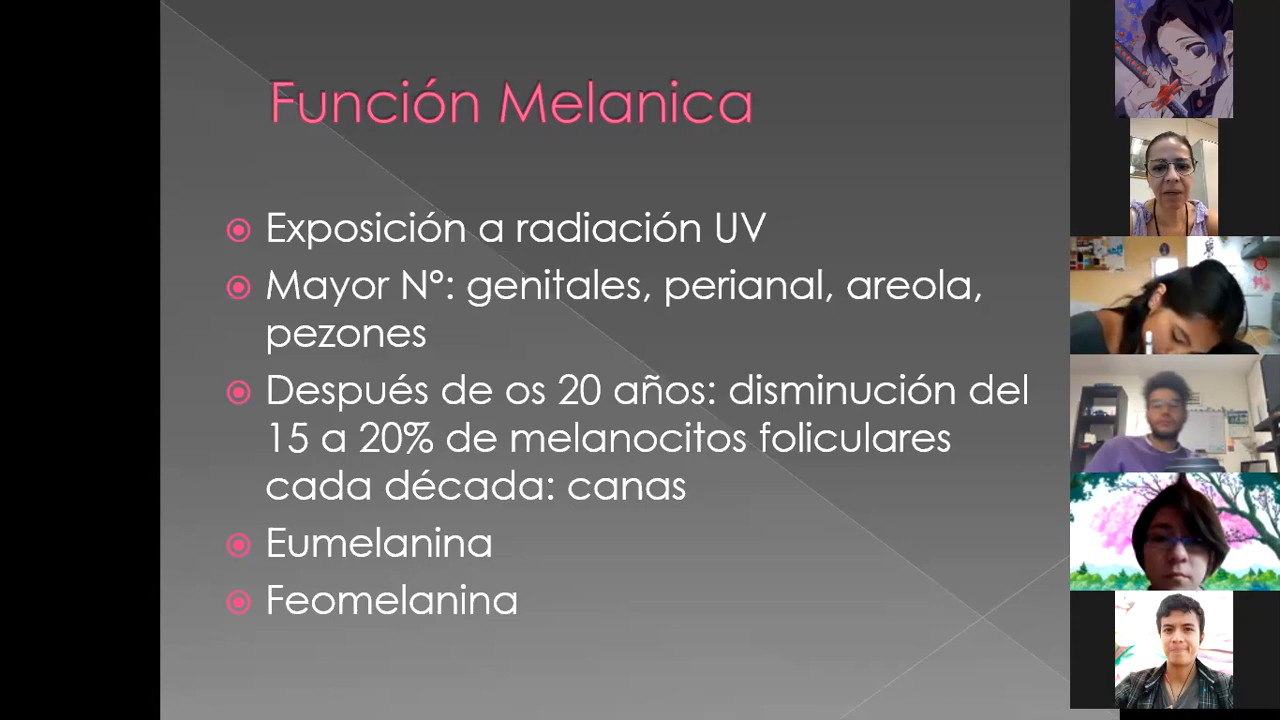 Función Melanica
Exposición a radiación UV
Mayor N°: genitales, perianal, areola,
pezones
Después de os 20 años: disminución del
15 a 20% de melanocitos foliculares
cada década: canas
Eumelanina
Feomelanina